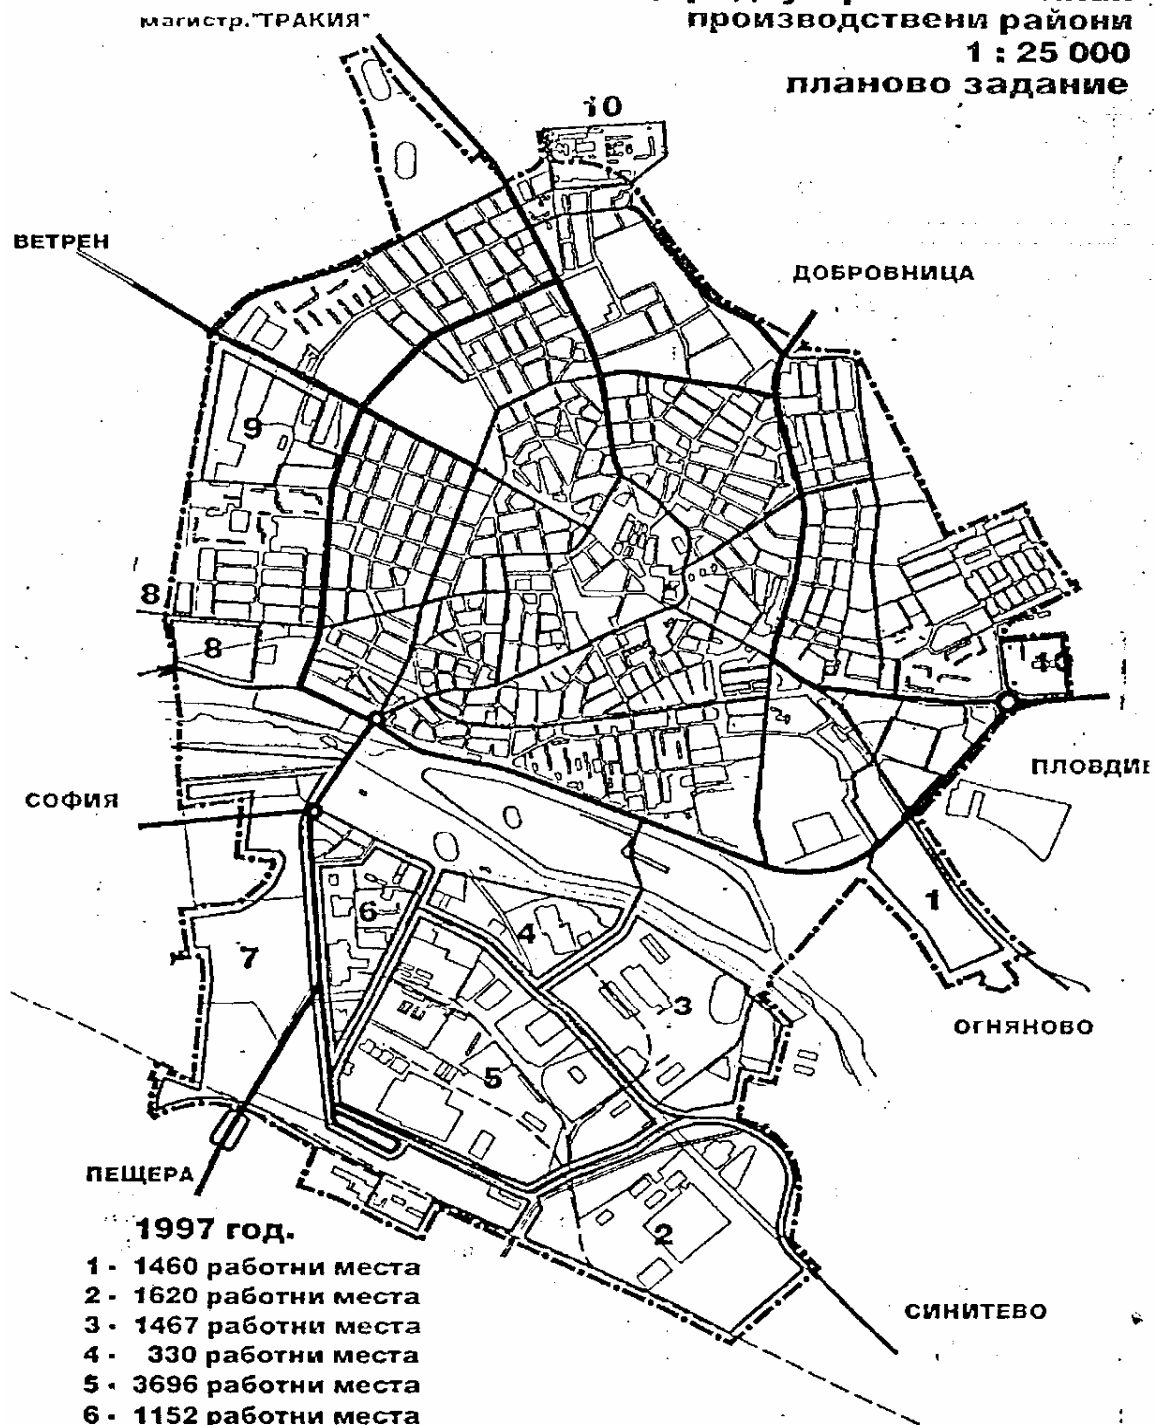 магистр."ТРАКИЯ"
производствени райони
1 : 25 000
планово задание
10
ВЕТРЕН
ДОБРОВНИЦА
9
8
8
10
ПЛОВДИВ
СОФИЯ
1
6
4
7
3
ОГНЯНОВО
5
ПЕЩЕРА
2
1997 год.
1 - 1460 работни места
2 - 1620 работни места
3 - 1467 работни места
4 - 330 работни места
5 - 3696 работни места
6 - 1152 работни места
СИНИТЕВО